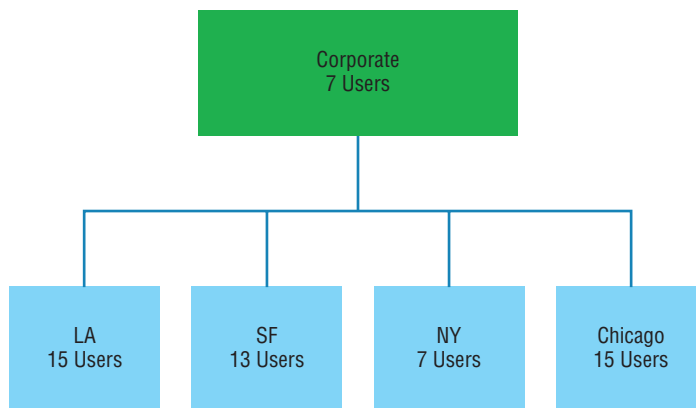 Corporate
7 Users
LA
15 Users
SF
13 Users
NY
7 Users
Chicago
15 Users